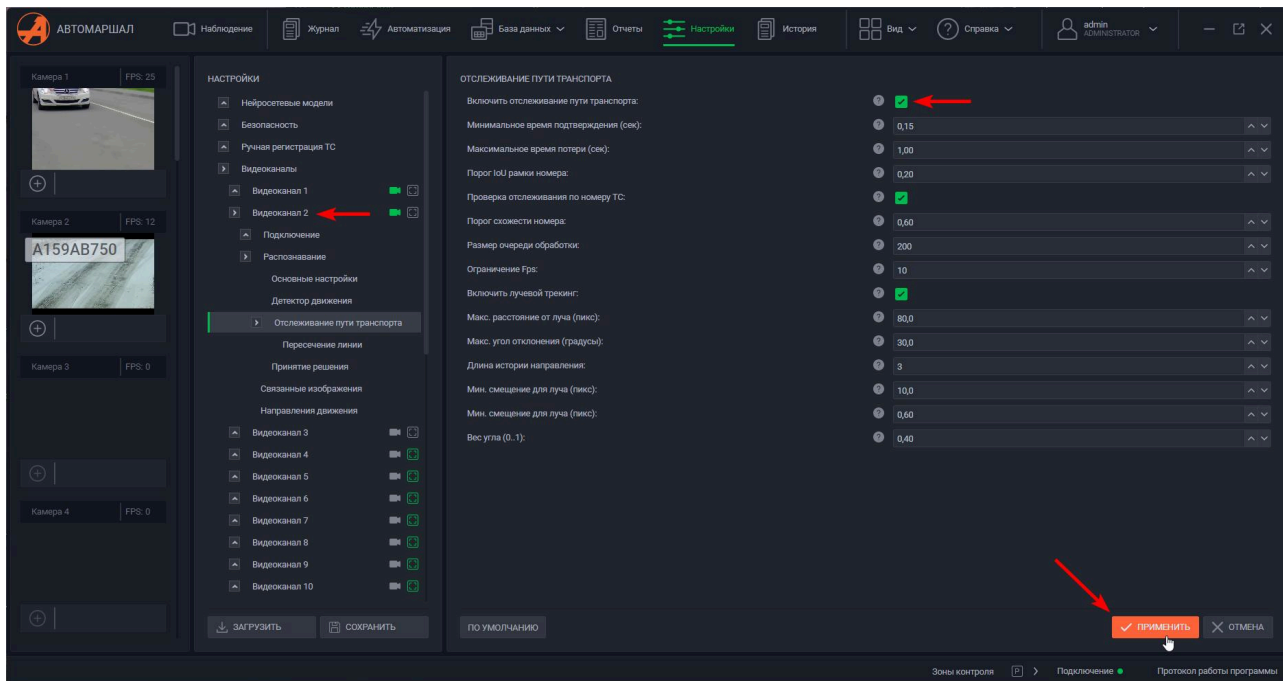 АВТОМАРШАЛ
Наблюдение
Журнал
Автоматизация
База данных
Отчеты
Настройки
История
Вид
Справка
admin
ADMINISTRATOR
Камера 1 FPS: 25
Камера 2 FPS: 12
A159AB750
Камера 3 FPS: 0
Камера 4 FPS: 0
НАСТРОЙКИ
Нейросетевые модели
Безопасность
Ручная регистрация ТС
Видеоканалы
Видеоканал 1
Видеоканал 2
Подключение
Распознавание
Основные настройки
Детектор движения
Отслеживание пути транспорта
Пересечение линии
Принятие решения
Связанные изображения
Направления движения
Видеоканал 3
Видеоканал 4
Видеоканал 5
Видеоканал 6
Видеоканал 7
Видеоканал 8
Видеоканал 9
Видеоканал 10
ЗАГРУЗИТЬ
СОХРАНИТЬ
ОТСЛЕЖИВАНИЕ ПУТИ ТРАНСПОРТА
Включить отслеживание пути транспорта:
Минимальное время подтверждения (сек): 0,15
Максимальное время потери (сек): 1,00
Порог IoU рамки номера: 0,20
Проверка отслеживания по номеру ТС:
Порог схожести номера: 0,60
Размер очереди обработки: 200
Ограничение Fps: 10
Включить лучевой трекинг:
Макс. расстояние от луча (пикс): 80,0
Макс. угол отклонения (градусы): 30,0
Длина истории направления: 3
Мин. смещение для луча (пикс): 10,0
Мин. смещение для луча (пикс): 0,60
Вес угла (0..1): 0,40
ПО УМОЛЧАНИЮ
ПРИМЕНИТЬ
ОТМЕНА
Зоны контроля P
Подключение
Протокол работы программы